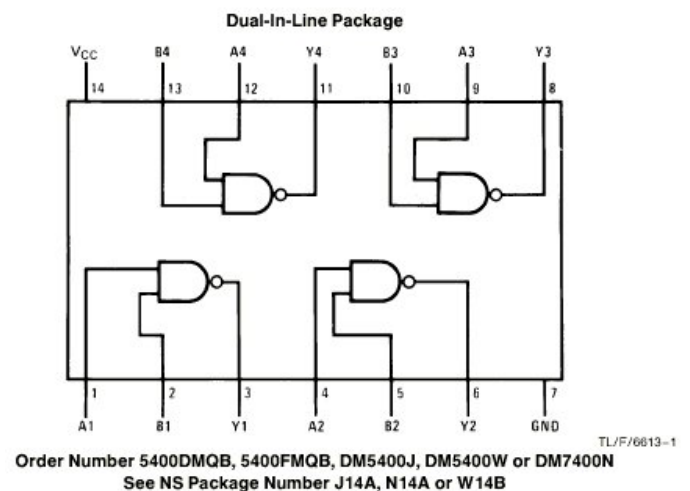 Dual-In-Line Package
VCC B4 A4 Y4 B3 A3 Y3
14 13 12 11 10 9 8
1 2 3 4 5 6 7
A1 B1 Y1 A2 B2 Y2 GND
TL/F/6613-1
Order Number 5400DMQB, 5400FMQB, DM5400J, DM5400W or DM7400N
See NS Package Number J14A, N14A or W14B